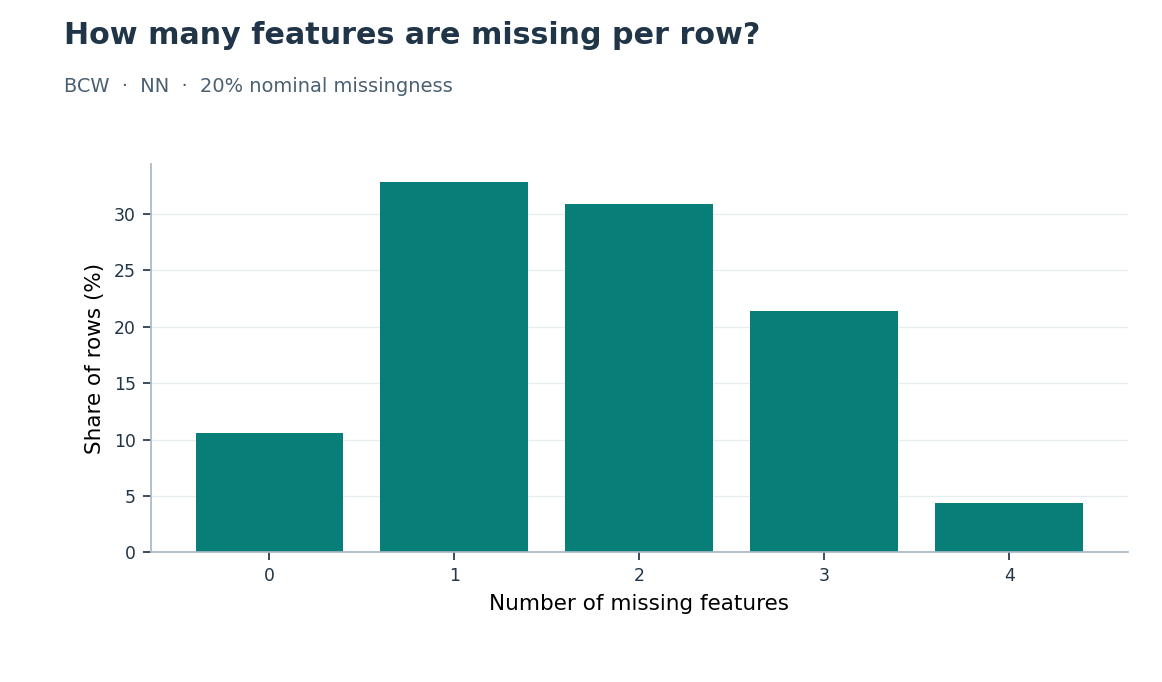 How many features are missing per row?
BCW · NN · 20% nominal missingness
Share of rows (%)
30
25
20
15
10
5
0
0 1 2 3 4
Number of missing features